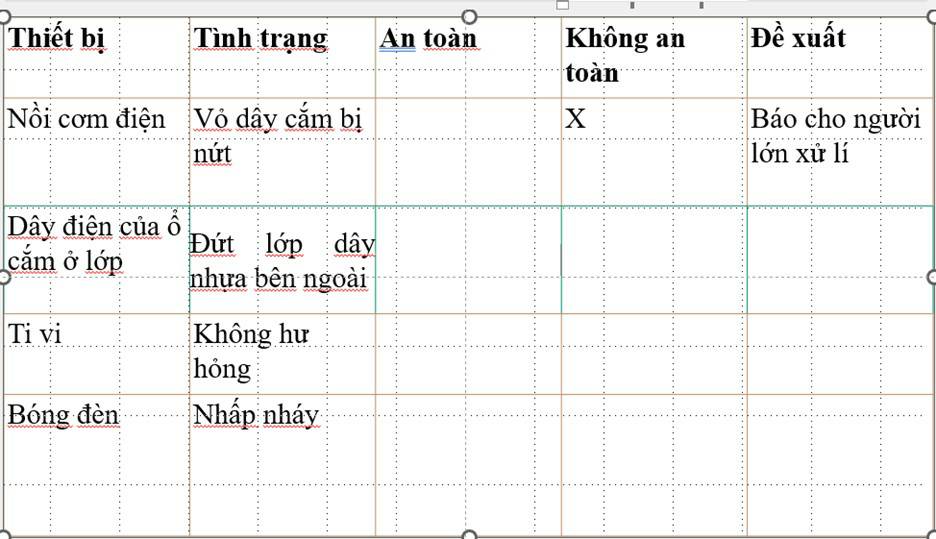 Thiết bị
Tình trạng
An toàn
Không an
toàn
Đề xuất
Nồi cơm điện
Vỏ dây cắm bị
nứt
X
Báo cho người
lớn xử lí
Dây điện của ổ
cắm ở lớp
Đứt lớp dây
nhựa bên ngoài
Ti vi
Không hư
hỏng
Bóng đèn
Nhấp nháy